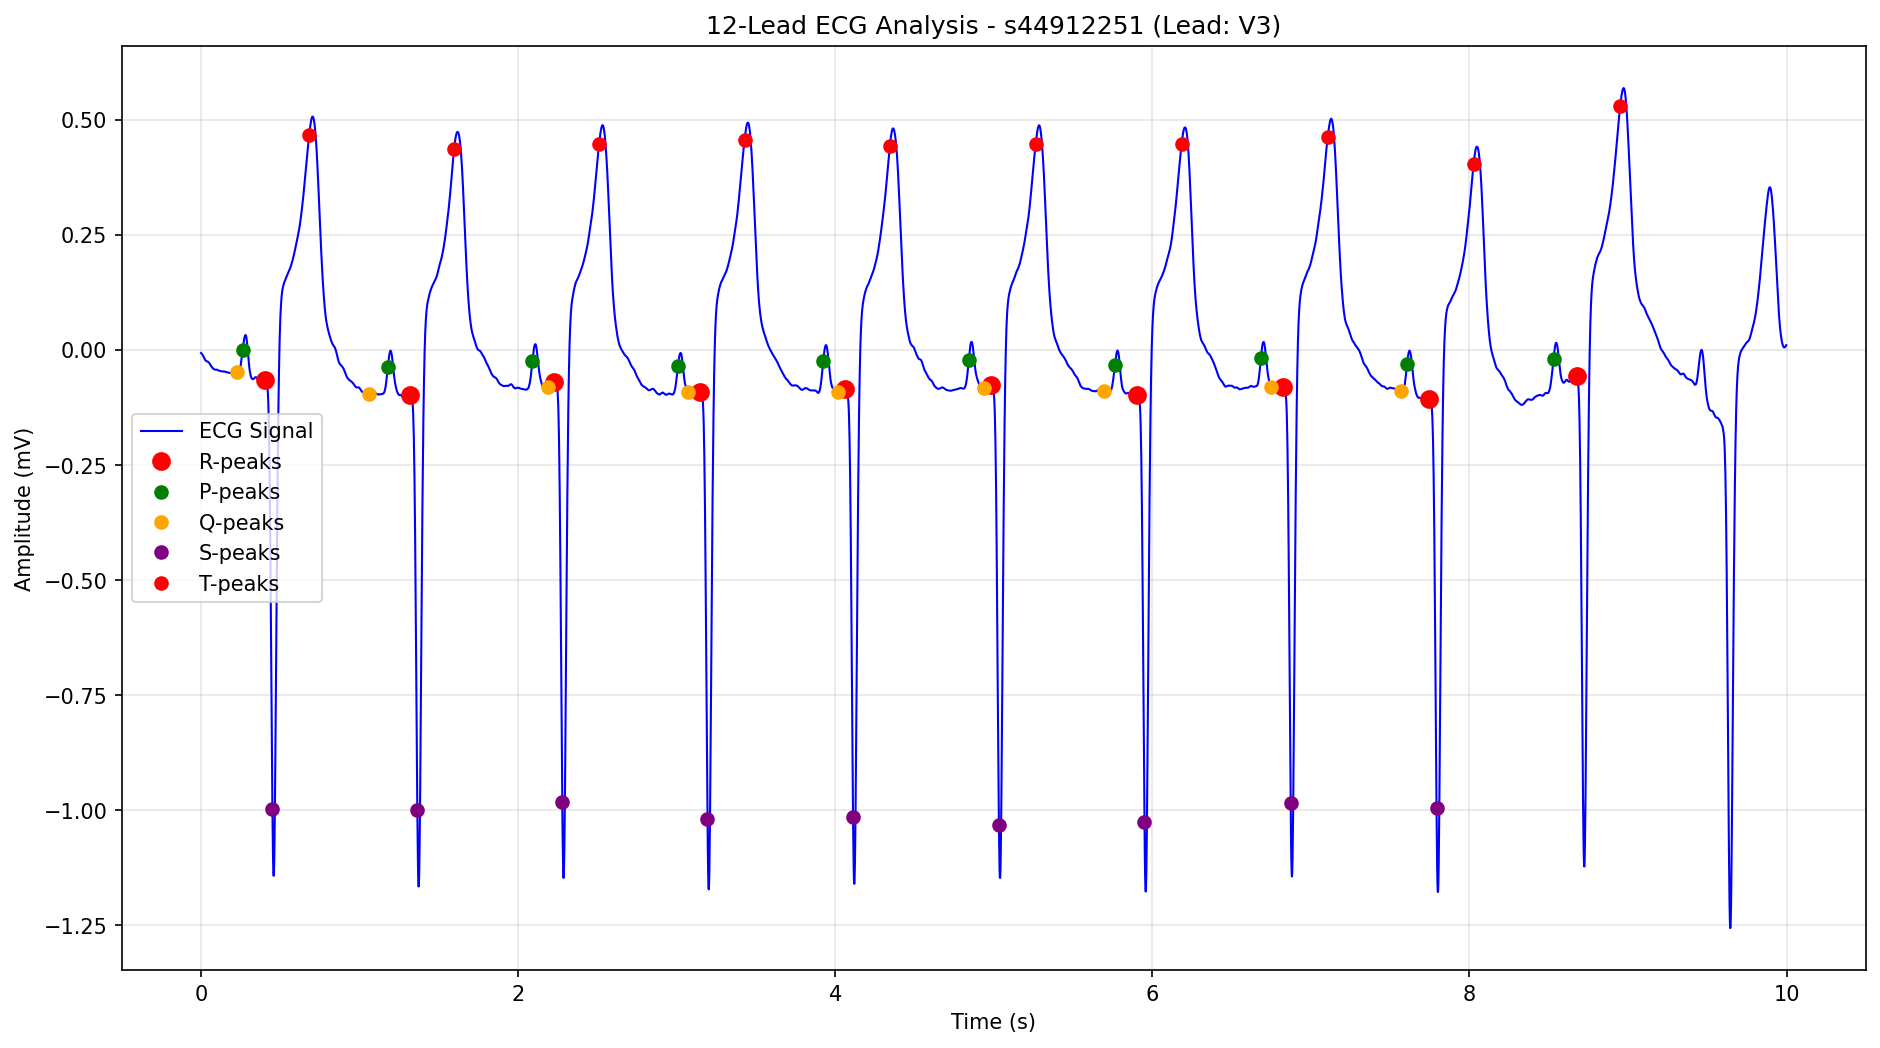 12-Lead ECG Analysis - s44912251 (Lead: V3)
Amplitude (mV)
0.50
0.25
0.00
−0.25
−0.50
−0.75
−1.00
−1.25
ECG Signal
R-peaks
P-peaks
Q-peaks
S-peaks
T-peaks
0 2 4 6 8 10
Time (s)